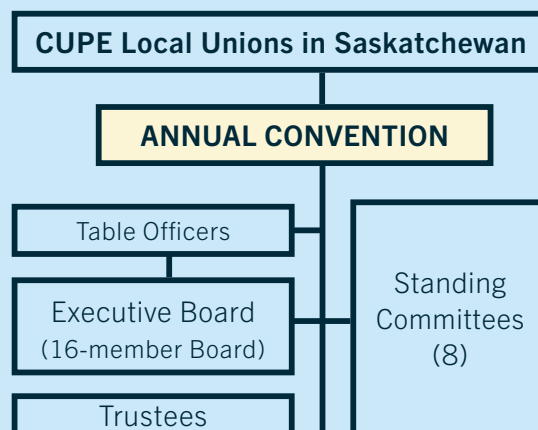 CUPE Local Unions in Saskatchewan
ANNUAL CONVENTION
Table Officers
Executive Board
(16-member Board)
Standing
Committees
(8)
Trustees